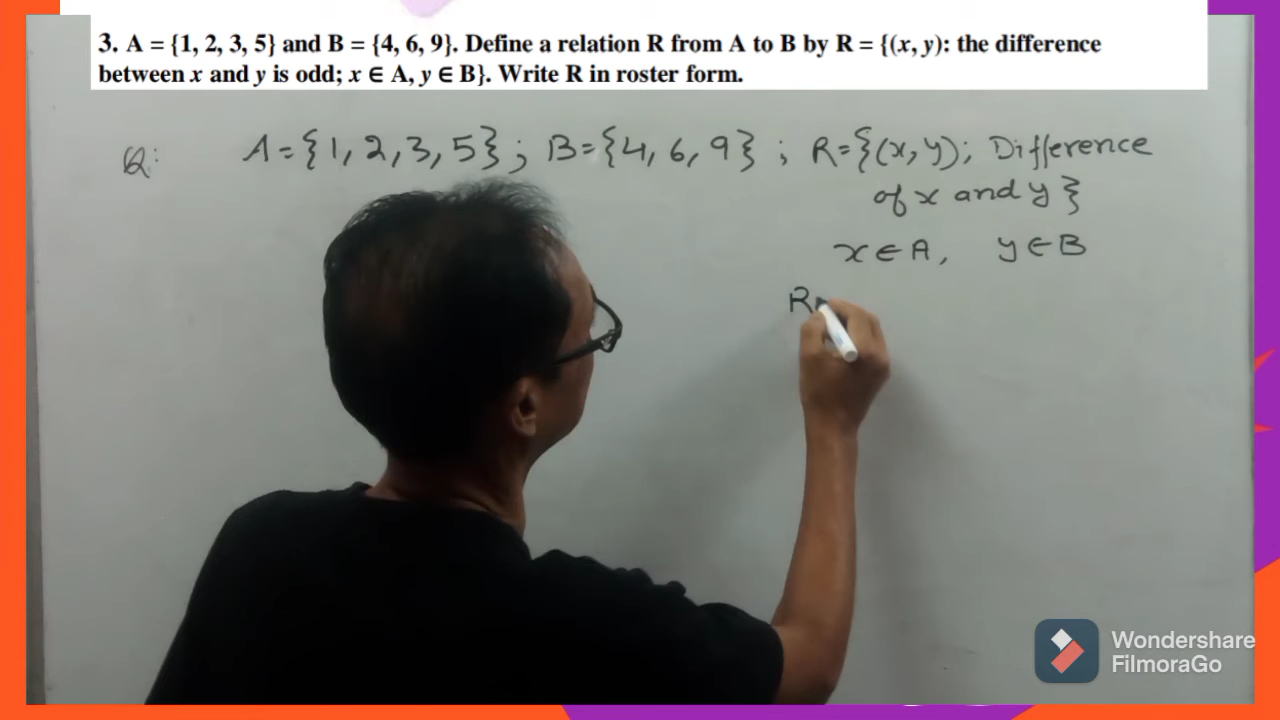 3. A = {1, 2, 3, 5} and B = {4, 6, 9}. Define a relation R from A to B by R = {(x, y): the difference
between x and y is odd; x ∈ A, y ∈ B}. Write R in roster form.
Q: A={1, 2, 3, 5}; B={4, 6, 9}; R={(x, y); Difference
of x and y}
x∈A, y∈B
R
Wondershare
FilmoraGo